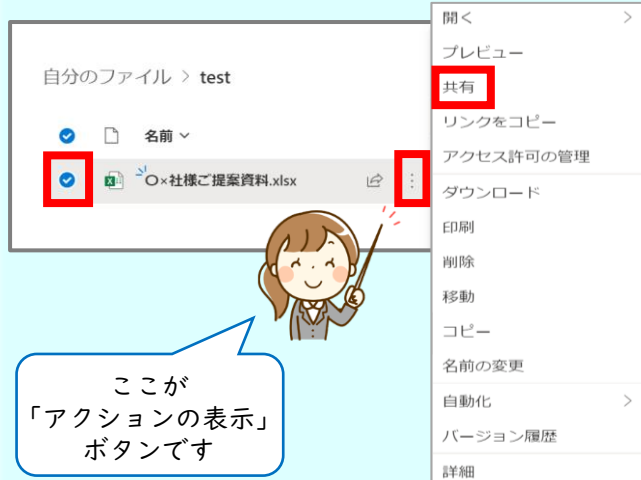 自分のファイル > test
名前
〇×社様ご提案資料.xlsx
ここが
「アクションの表示」
ボタンです
開く
プレビュー
共有
リンクをコピー
アクセス許可の管理
ダウンロード
印刷
削除
移動
コピー
名前の変更
自動化
バージョン履歴
詳細